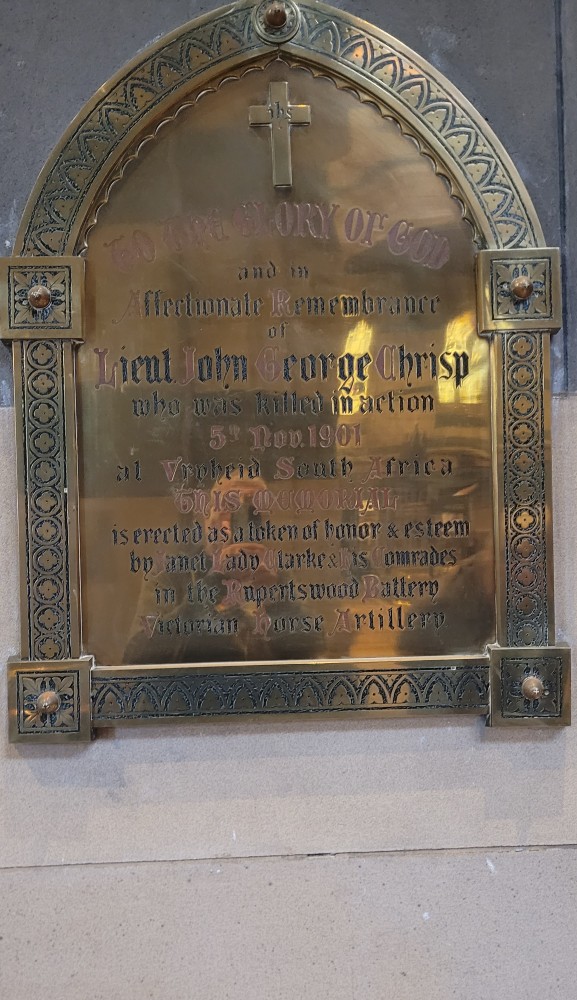 ihs
TO THE GLORY OF GOD
and in
Affectionate Remembrance
of
Lieut John George Chrisp
who was killed in action
5th Nov. 1901
at Vryheid South Africa
THIS MEMORIAL
is erected as a token of honor & esteem
by Janet Lady Clarke & his Comrades
in the Rupertswood Battery
Victorian Horse Artillery